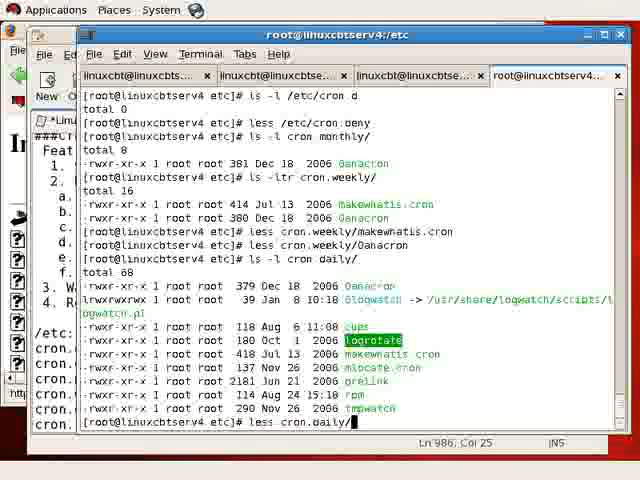 Applications Places System
root@linuxcbtserv4:/etc
File Edit View Terminal Tabs Help
linuxcbt@linuxcbts... linuxcbt@linuxcbtse... linuxcbt@linuxcbtse... root@linuxcbtserv4...
[root@linuxcbtserv4 etc]# ls -l /etc/cron.d
total 0
[root@linuxcbtserv4 etc]# less /etc/cron.deny
[root@linuxcbtserv4 etc]# ls -l cron.monthly/
total 8
-rwxr-xr-x 1 root root 381 Dec 18 2006 0anacron
[root@linuxcbtserv4 etc]# ls -ltr cron.weekly/
total 16
-rwxr-xr-x 1 root root 414 Jul 13 2006 makewhatis.cron
-rwxr-xr-x 1 root root 380 Dec 18 2006 0anacron
[root@linuxcbtserv4 etc]# less cron.weekly/makewhatis.cron
[root@linuxcbtserv4 etc]# less cron.weekly/0anacron
[root@linuxcbtserv4 etc]# ls -l cron.daily/
total 68
-rwxr-xr-x 1 root root 379 Dec 18 2006 0anacron
lrwxrwxrwx 1 root root 39 Jan 8 10:18 0logwatch -> /usr/share/logwatch/scripts/l
ogwatch.pl
-rwxr-xr-x 1 root root 118 Aug 6 11:08 cups
-rwxr-xr-x 1 root root 180 Oct 1 2006 logrotate
-rwxr-xr-x 1 root root 418 Jul 13 2006 makewhatis.cron
-rwxr-xr-x 1 root root 137 Nov 26 2006 mlocate.cron
-rwxr-xr-x 1 root root 2181 Jun 21 2006 prelink
-rwxr-xr-x 1 root root 114 Aug 24 15:18 rpm
-rwxr-xr-x 1 root root 290 Nov 26 2006 tmpwatch
[root@linuxcbtserv4 etc]# less cron.daily/
File
File
New
*Linu
Feat
1.
2.
a.
b.
c.
d.
e.
f.
3. Wa
4. Re
/etc:
cron.
cron.
cron.
cron.
cron.
cron.
Ln 986, Col 25 INS